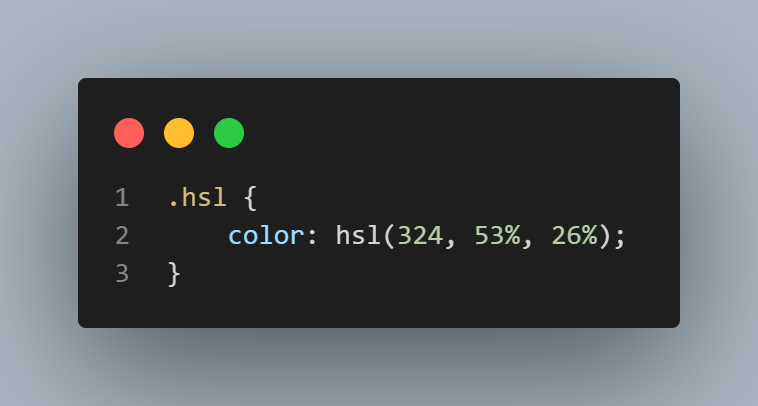 1 .hsl {
2     color: hsl(324, 53%, 26%);
3 }